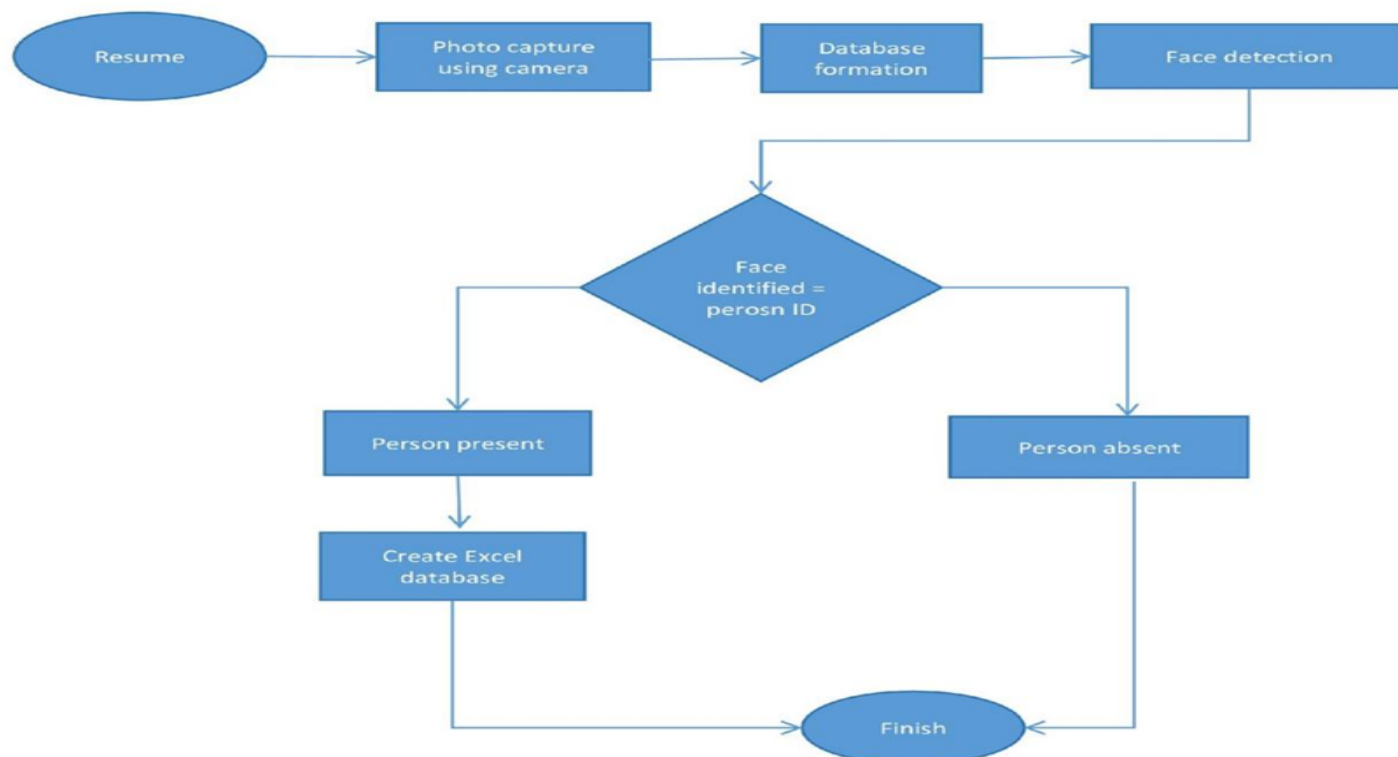 Resume
Photo capture
using camera
Database
formation
Face detection
Face
identified =
perosn ID
Person present
Person absent
Create Excel
database
Finish